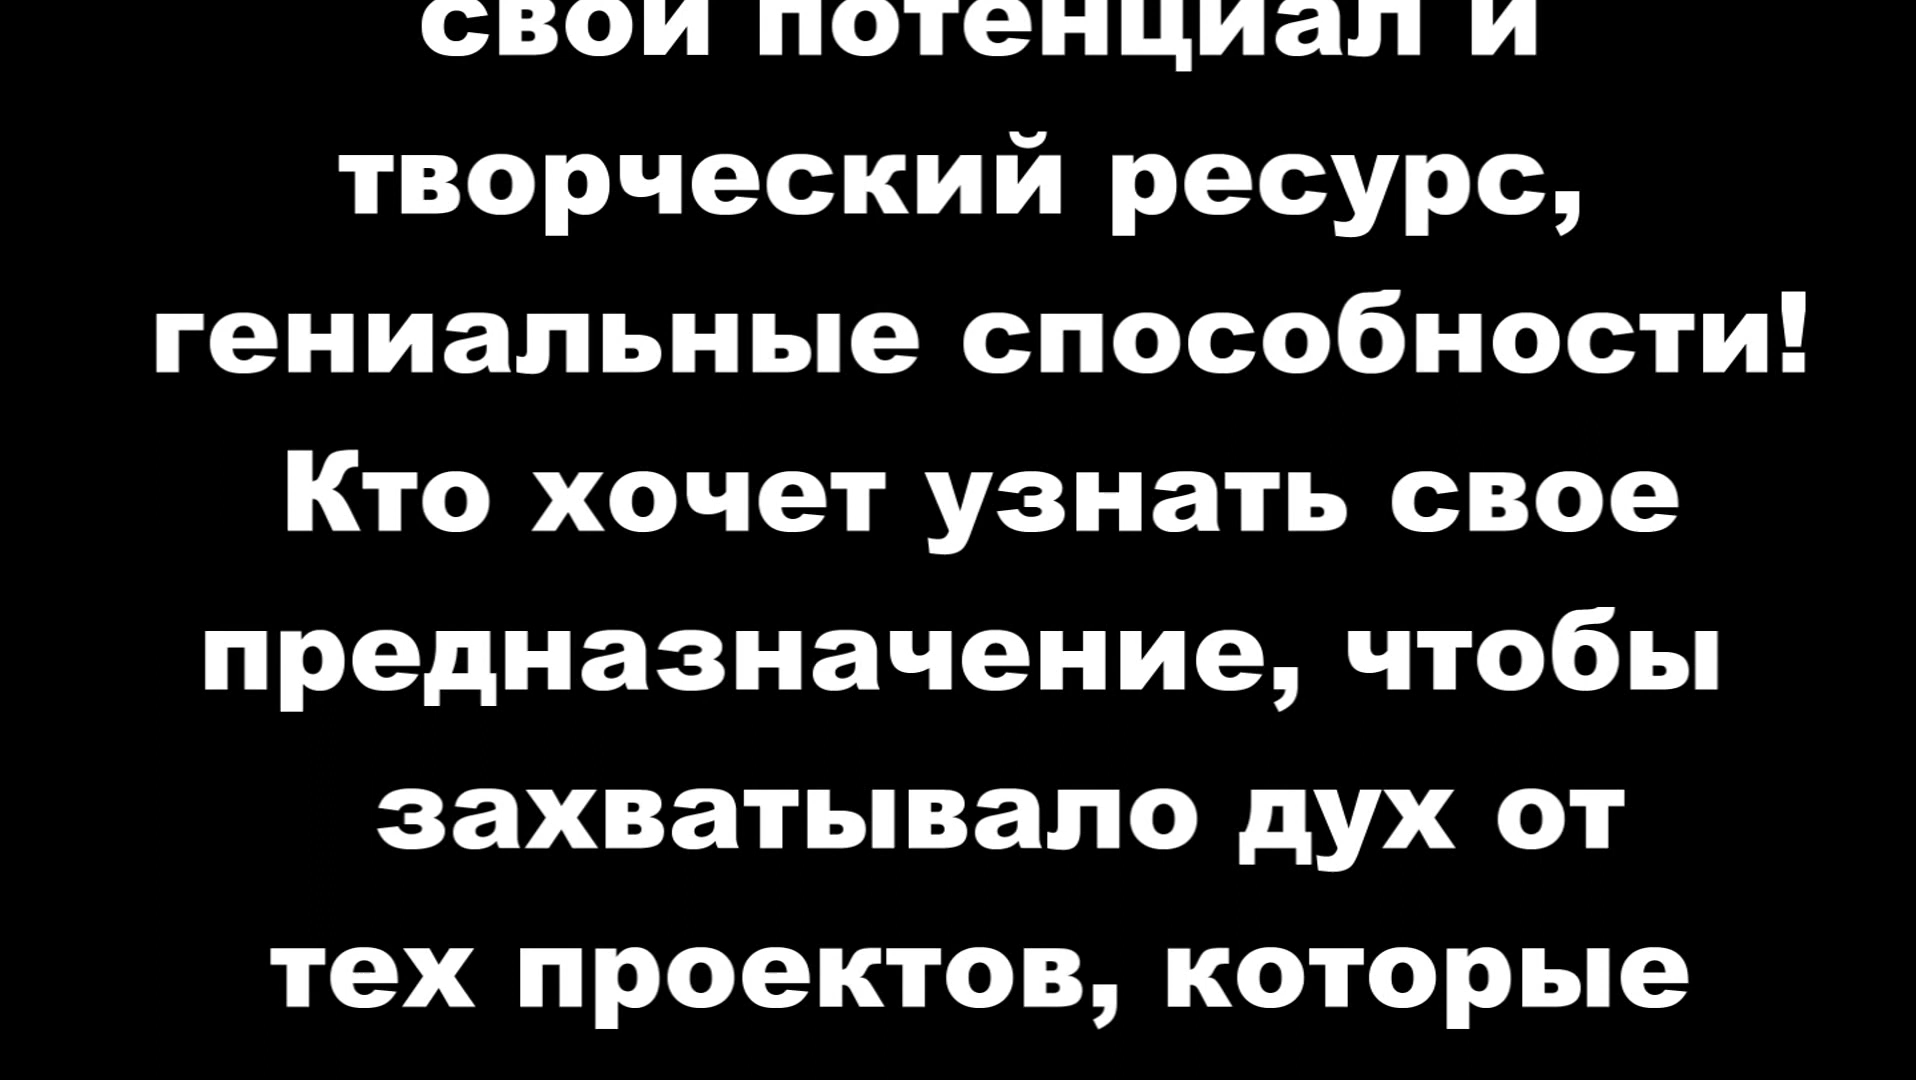 свой потенциал и
творческий ресурс,
гениальные способности!
Кто хочет узнать свое
предназначение, чтобы
захватывало дух от
тех проектов, которые